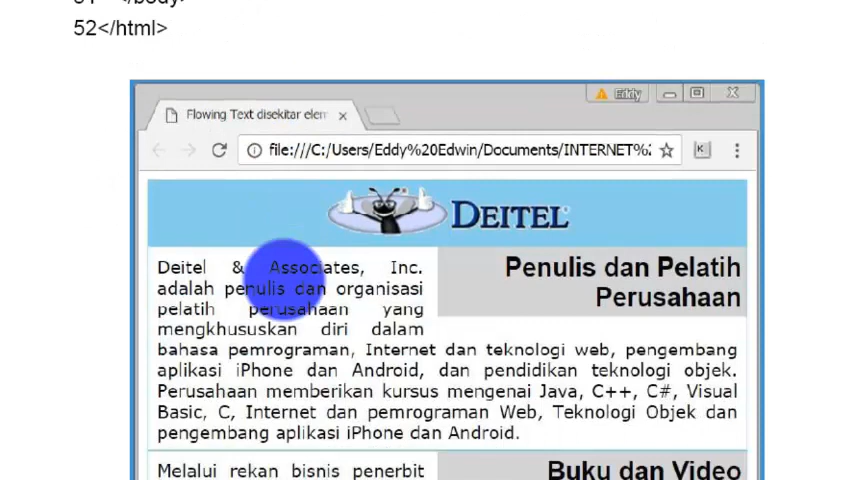 52</html>
Eddy
Flowing Text disekitar elem
file:///C:/Users/Eddy%20Edwin/Documents/INTERNET%2
K
DEITEL®
Deitel & Associates, Inc.
adalah penulis dan organisasi
pelatih perusahaan yang
mengkhususkan diri dalam
Penulis dan Pelatih
Perusahaan
bahasa pemrograman, Internet dan teknologi web, pengembang
aplikasi iPhone dan Android, dan pendidikan teknologi objek.
Perusahaan memberikan kursus mengenai Java, C++, C#, Visual
Basic, C, Internet dan pemrograman Web, Teknologi Objek dan
pengembang aplikasi iPhone dan Android.
Melalui rekan bisnis penerbit
Buku dan Video